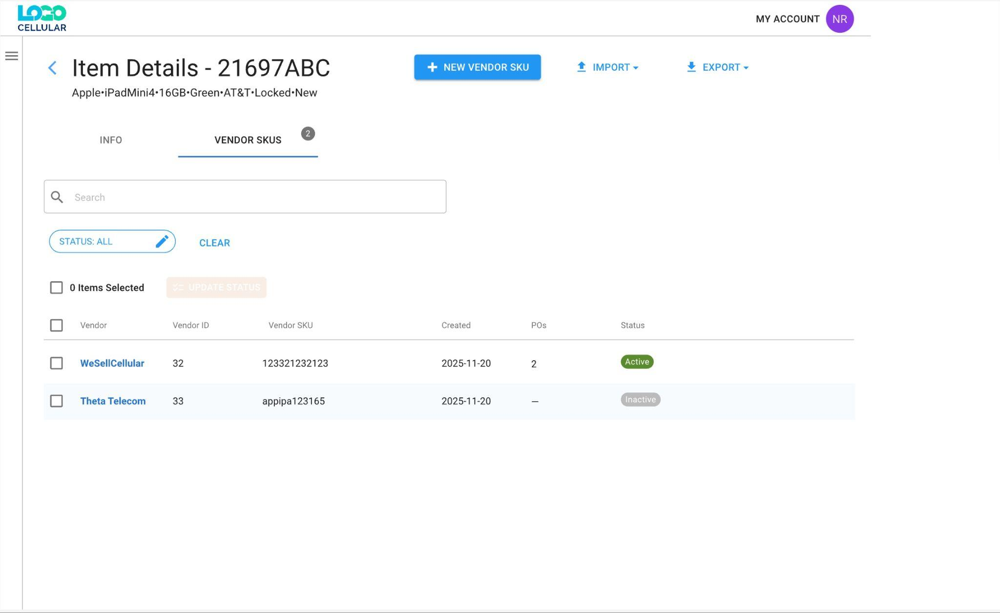 LOGO
CELLULAR
MY ACCOUNT NR
Item Details - 21697ABC
Apple•iPadMini4•16GB•Green•AT&T•Locked•New
NEW VENDOR SKU
IMPORT
EXPORT
INFO
VENDOR SKUS 2
Search
STATUS: ALL
CLEAR
0 Items Selected
UPDATE STATUS
Vendor Vendor ID Vendor SKU Created POs Status
WeSellCellular 32 123321232123 2025-11-20 2 Active
Theta Telecom 33 appipa123165 2025-11-20 — Inactive